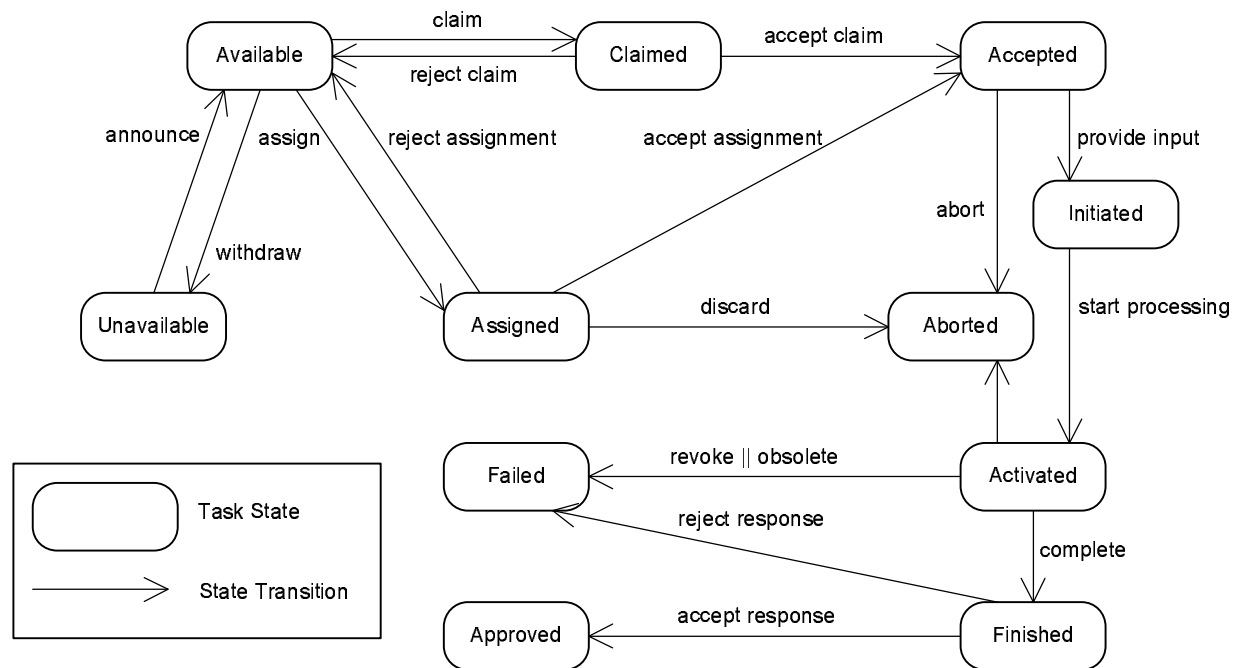 claim
Available
Claimed
accept claim
Accepted
reject claim
announce
assign
reject assignment
accept assignment
provide input
abort
Initiated
withdraw
Unavailable
Assigned
discard
Aborted
start processing
Failed
revoke || obsolete
Activated
Task State
reject response
complete
State Transition
Approved
accept response
Finished